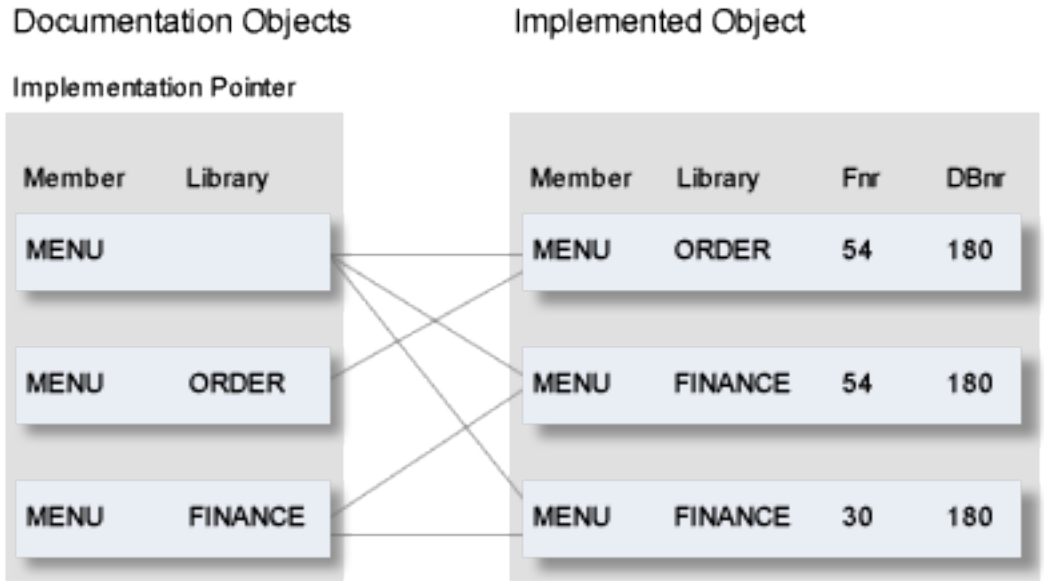 Documentation Objects Implemented Object
Implementation Pointer
Member Library Member Library Fnr DBnr
MENU MENU ORDER 54 180
MENU ORDER MENU FINANCE 54 180
MENU FINANCE MENU FINANCE 30 180